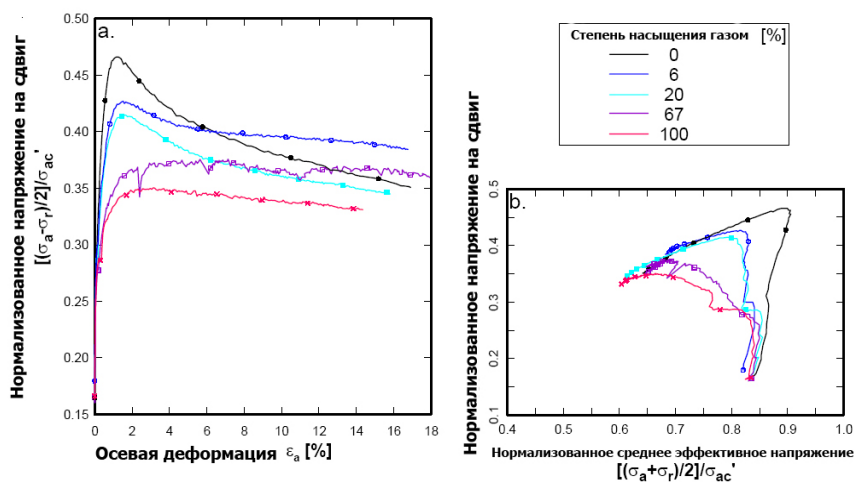 a.
Нормализованное напряжение на сдвиг
[(σa-σr)/2]/σac'
0.50
0.45
0.40
0.35
0.30
0.25
0.20
0.15
0 2 4 6 8 10 12 14 16 18
Осевая деформация εa [%]
Степень насыщения газом [%]
0
6
20
67
100
b.
Нормализованное напряжение на сдвиг
0.5
0.4
0.3
0.2
0.1
0.4 0.5 0.6 0.7 0.8 0.9 1.0
Нормализованное среднее эффективное напряжение
[(σa+σr)/2]/σac'